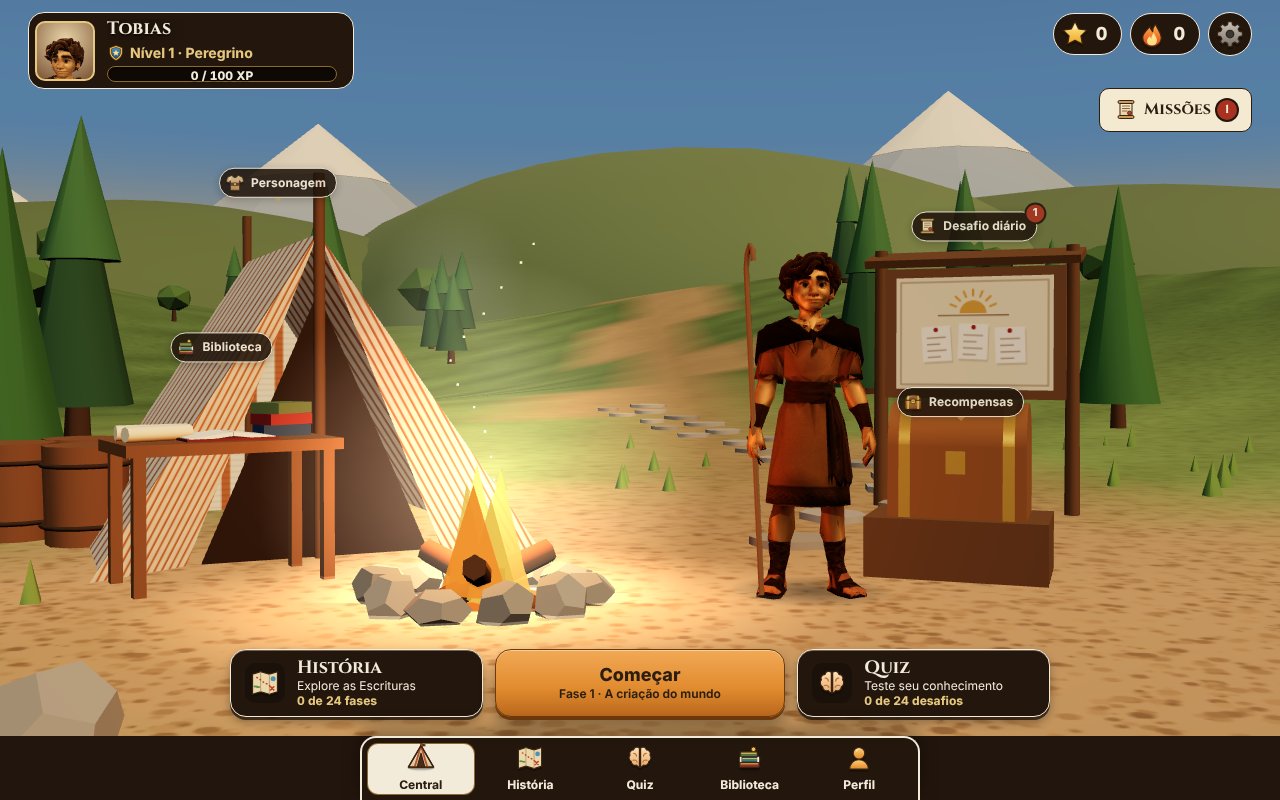 Tobias
Nível 1 · Peregrino
0 / 100 XP
0
0
Missões 1
Personagem
Desafio diário 1
Biblioteca
Recompensas
História
Explore as Escrituras
0 de 24 fases
Começar
Fase 1 · A criação do mundo
Quiz
Teste seu conhecimento
0 de 24 desafios
Central
História
Quiz
Biblioteca
Perfil